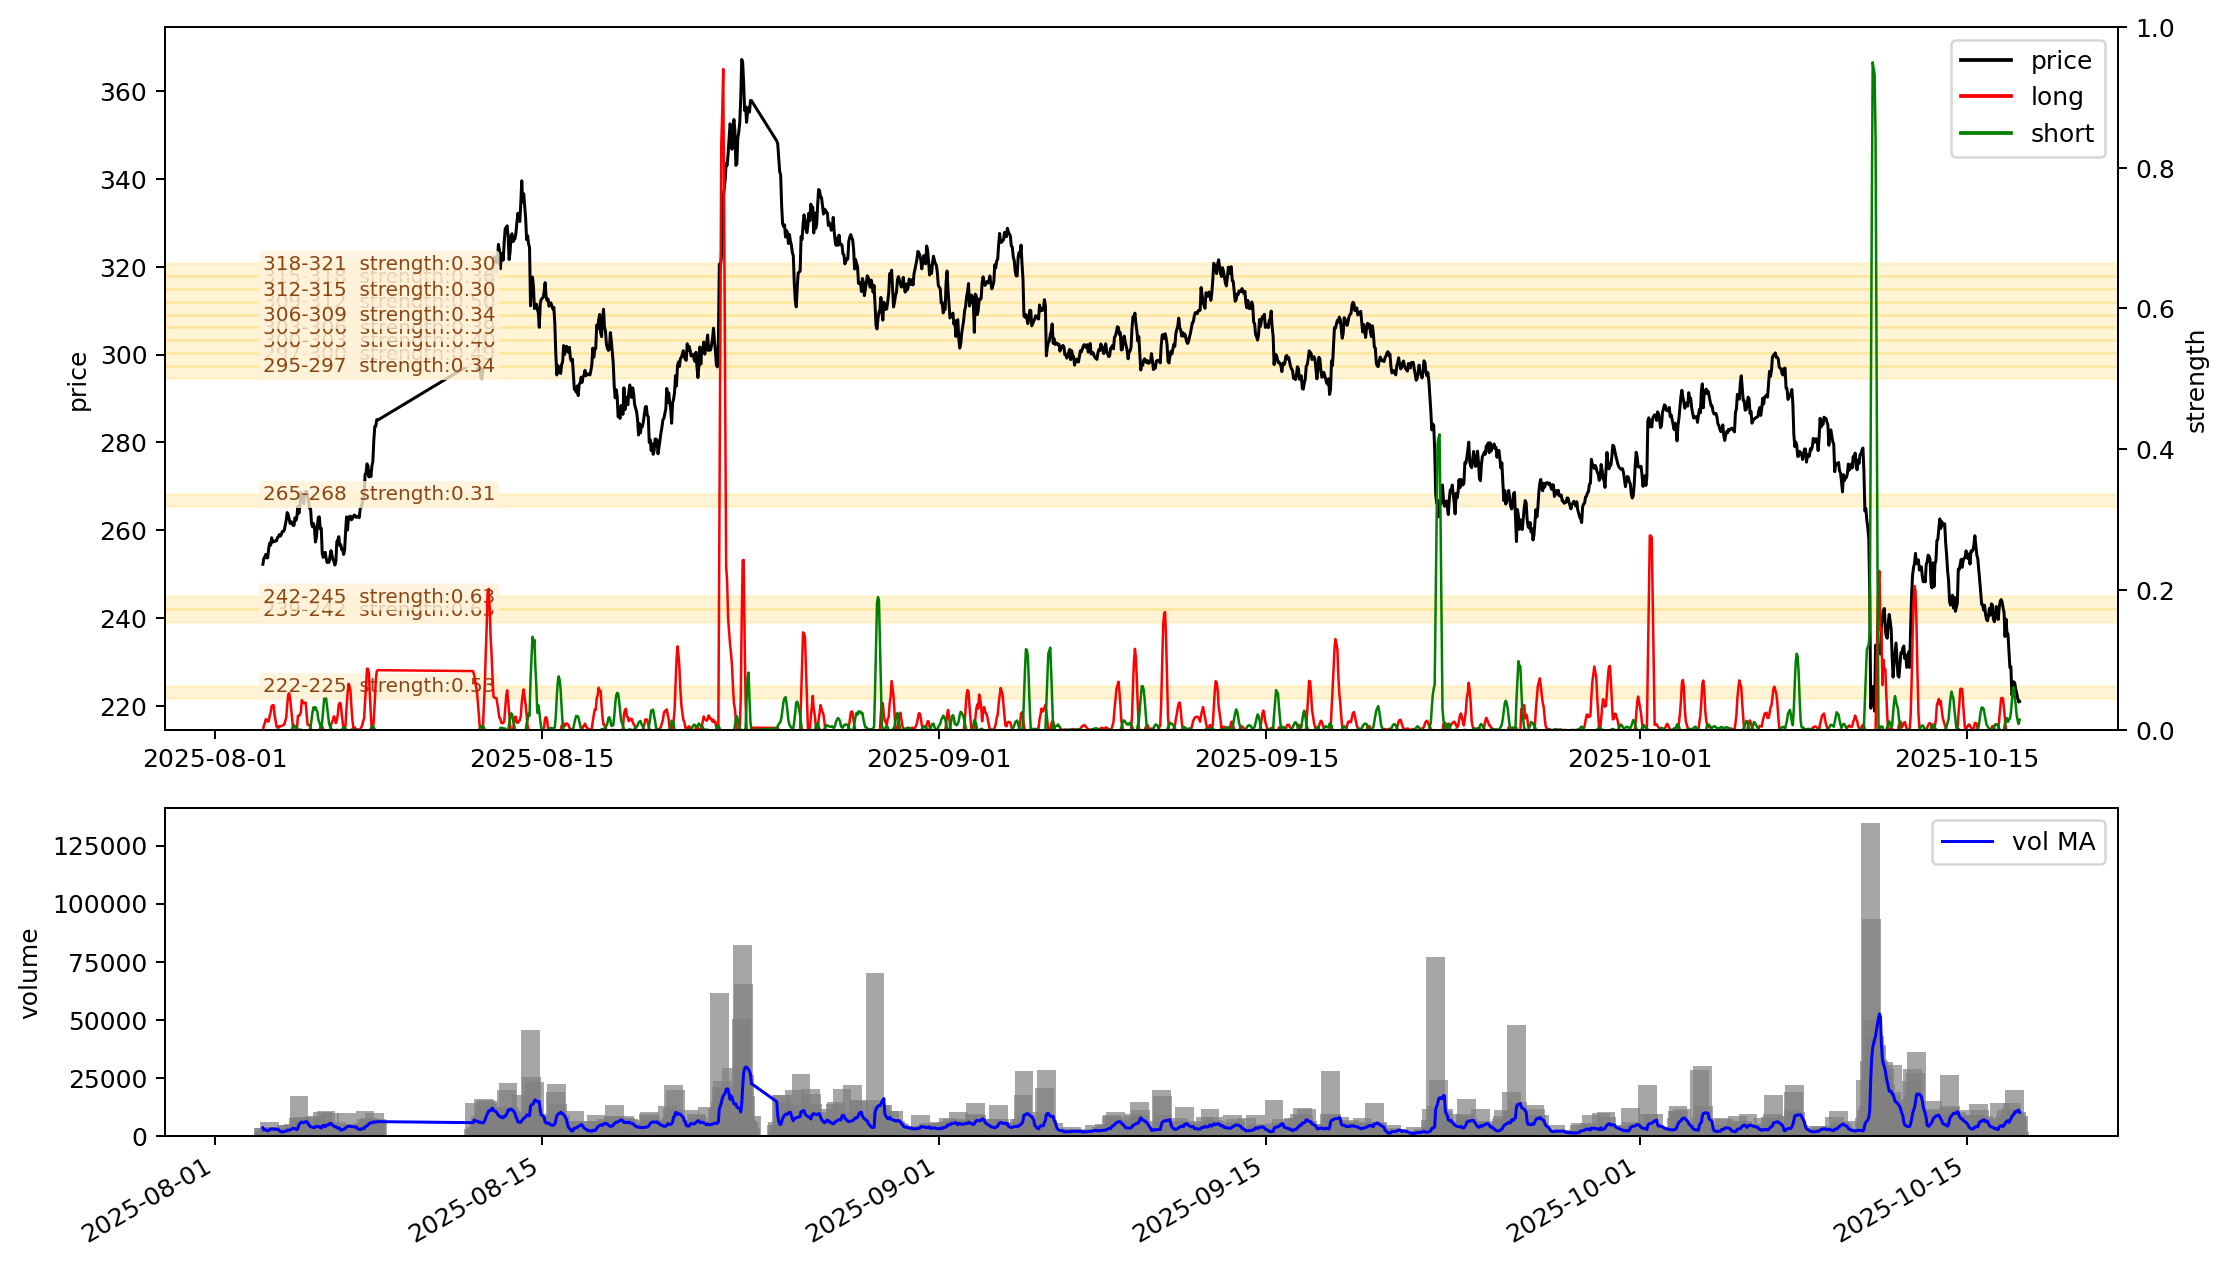 price
long
short
360
340
320
300
280
260
240
220
price
1.0
0.8
0.6
0.4
0.2
0.0
strength
318-321  strength:0.30
312-315  strength:0.30
306-309  strength:0.34
295-297  strength:0.34
265-268  strength:0.31
242-245  strength:0.63
239-242  strength:0.63
222-225  strength:0.53
2025-08-01
2025-08-15
2025-09-01
2025-09-15
2025-10-01
2025-10-15
vol MA
125000
100000
75000
50000
25000
0
volume
2025-08-01
2025-08-15
2025-09-01
2025-09-15
2025-10-01
2025-10-15